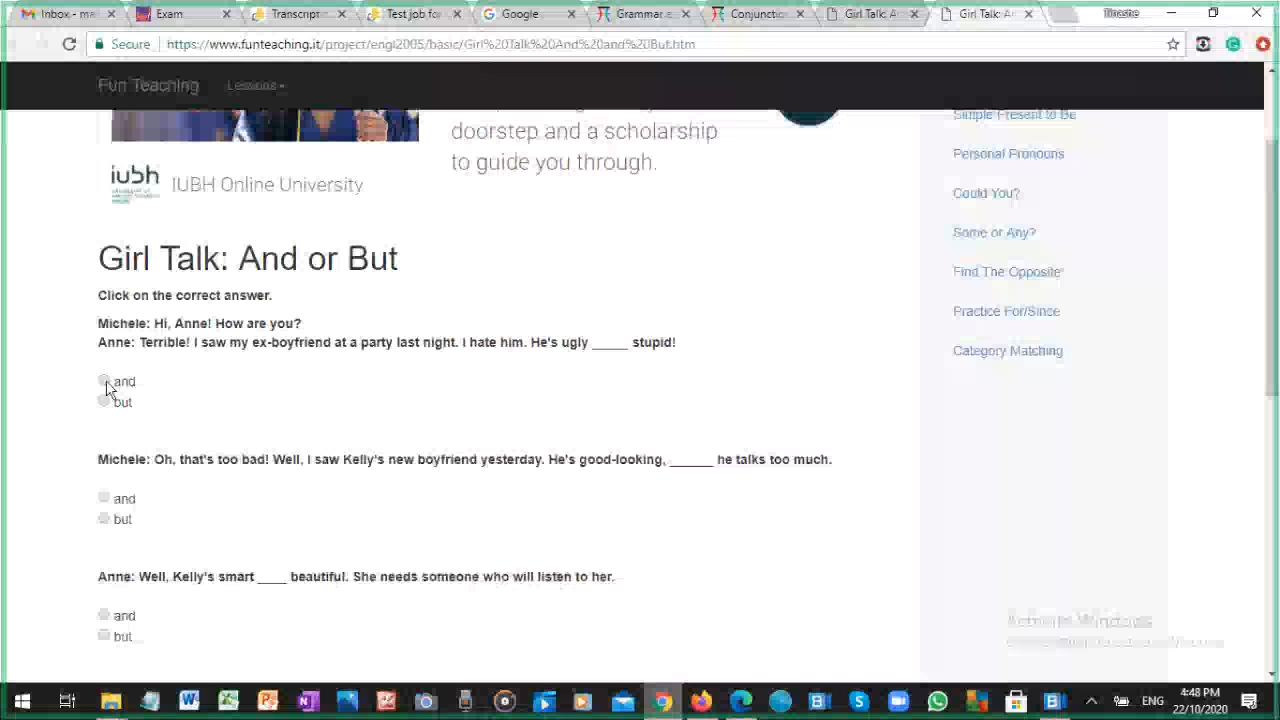 Inbox - m
Exam
Transcript
Test job fo
Google
Grammar e
Conjunctio
Girl Talk: A
Girl Talk: A
Secure
https://www.funteaching.it/project/engl2005/basic/Girl%20Talk%20And%20and%20But.htm
Fun Teaching
Lessons
doorstep and a scholarship
to guide you through.
iubh
IUBH Online University
Simple Present to Be
Personal Pronouns
Could You?
Some or Any?
Find The Opposite
Practice For/Since
Category Matching
Girl Talk: And or But
Click on the correct answer.
Michele: Hi, Anne! How are you?
Anne: Terrible! I saw my ex-boyfriend at a party last night. I hate him. He's ugly _____ stupid!
and
but
Michele: Oh, that's too bad! Well, I saw Kelly's new boyfriend yesterday. He's good-looking, ______ he talks too much.
and
but
Anne: Well, Kelly's smart ____ beautiful. She needs someone who will listen to her.
and
but
Activate Windows
ENG
4:48 PM
22/10/2020